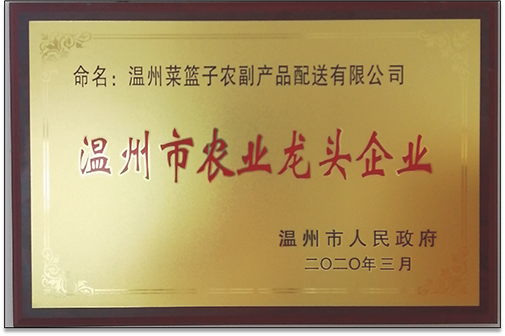 命名：温州菜篮子农副产品配送有限公司
温州市农业龙头企业
温州市人民政府
二〇二〇年三月